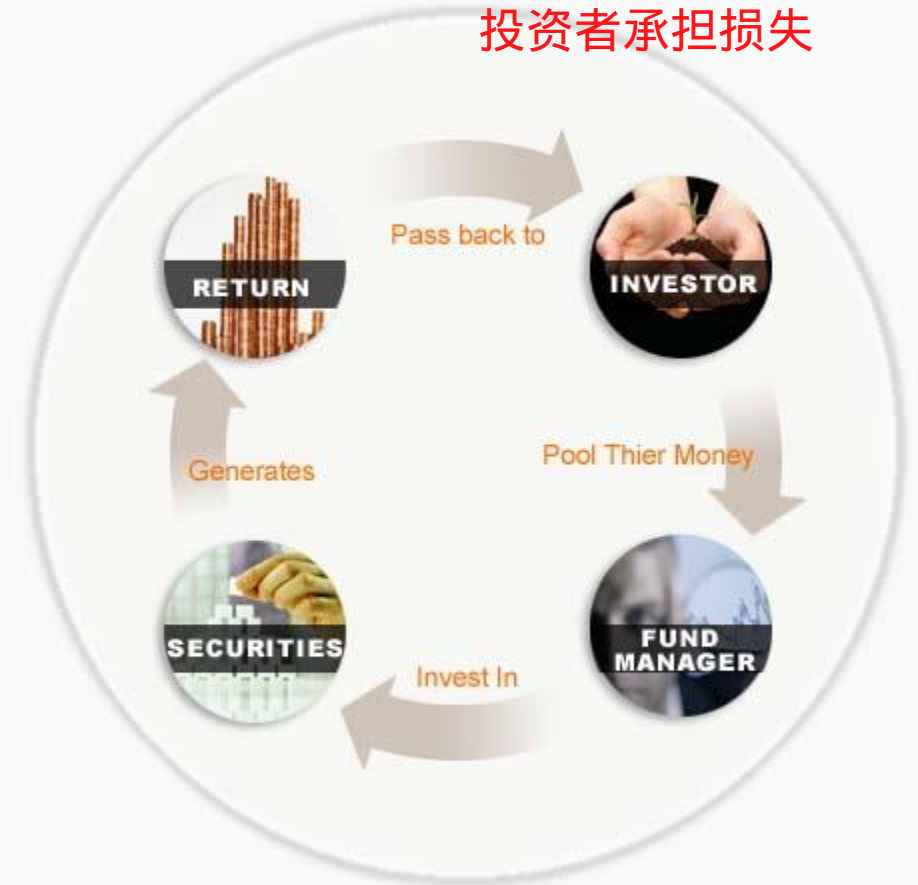 投资者承担损失
Pass back to
RETURN
INVESTOR
Generates
Pool Thier Money
SECURITIES
FUND
MANAGER
Invest In